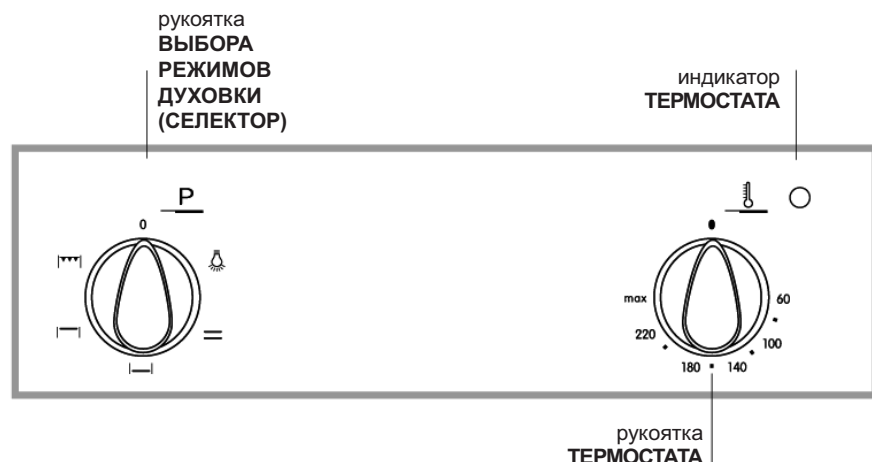 рукоятка
ВЫБОРА
РЕЖИМОВ
ДУХОВКИ
(СЕЛЕКТОР)
индикатор
ТЕРМОСТАТА
P
0
max
60
220
100
180
140
рукоятка
ТЕРМОСТАТА